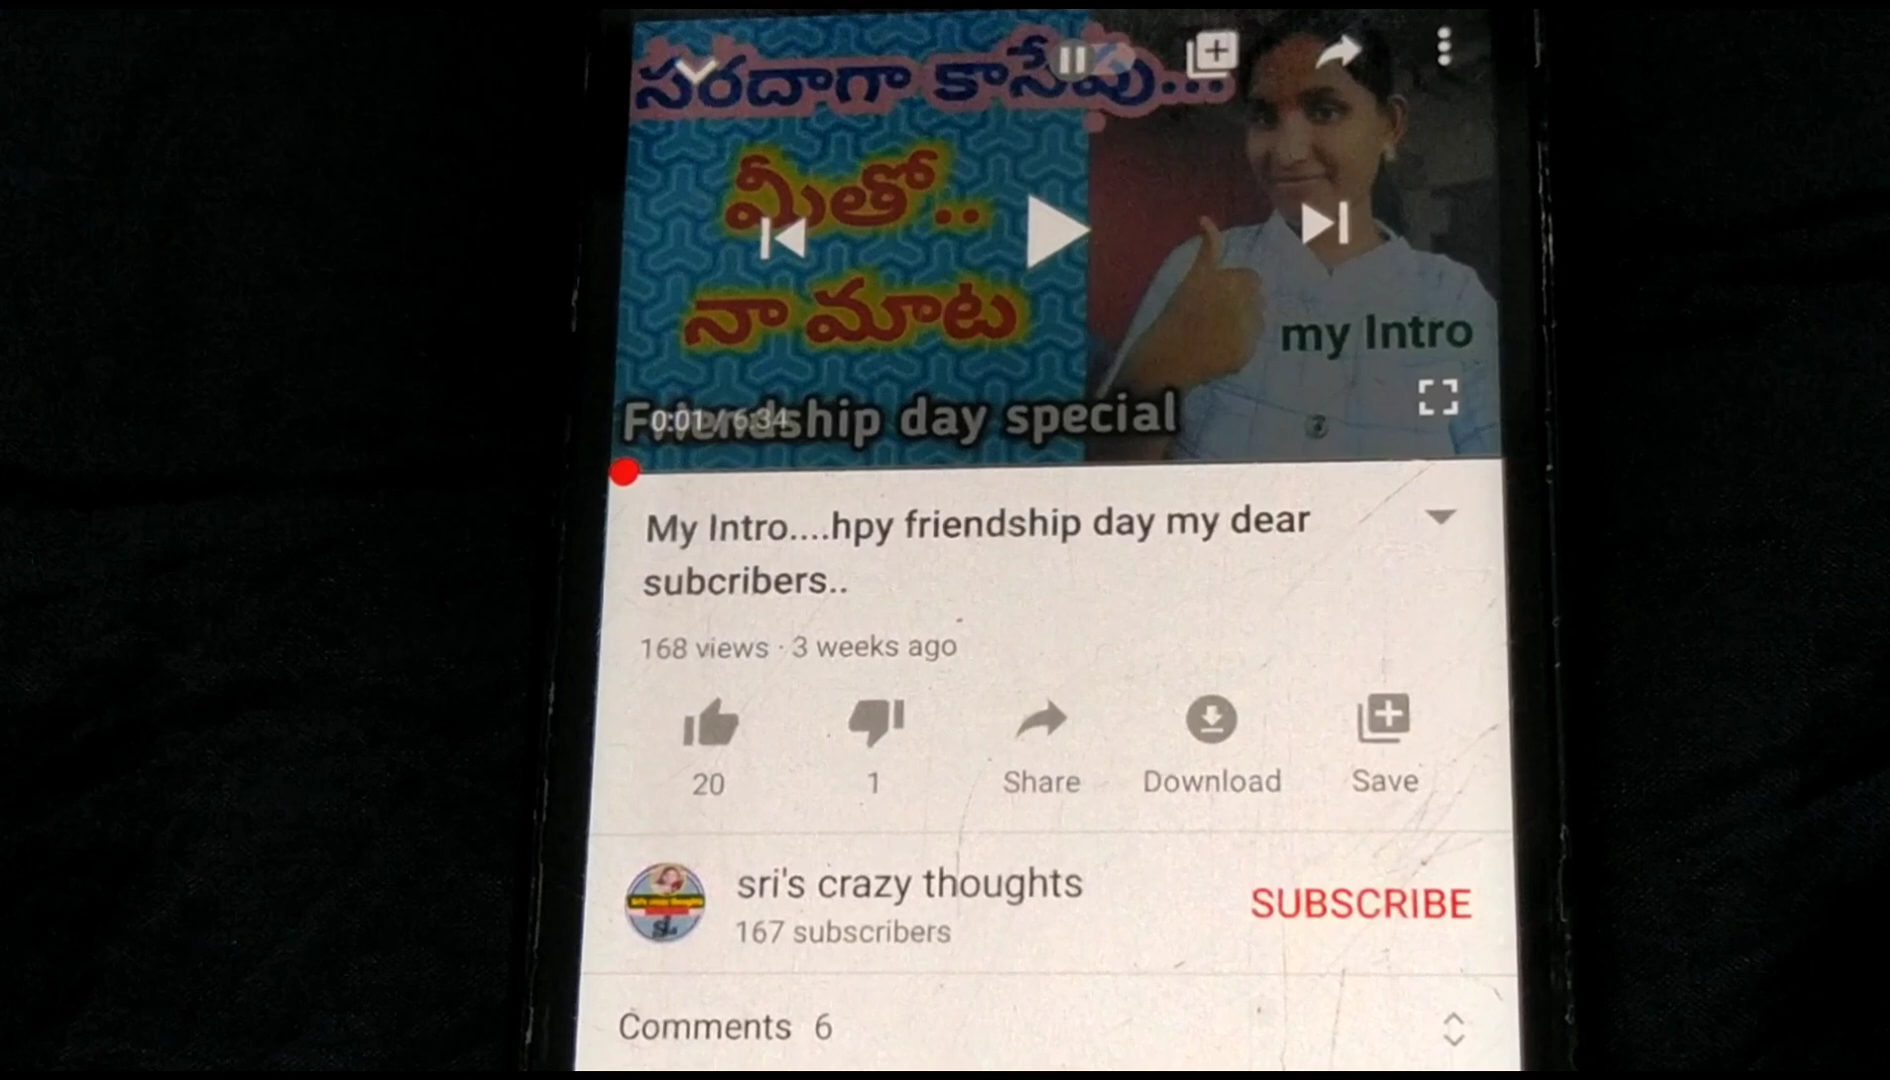 సరదాగా కాసేపు...
మీతో..
నా మాట
my Intro
Friendship day special
0:01 / 6:34
My Intro....hpy friendship day my dear
subcribers..
168 views · 3 weeks ago
20
1
Share
Download
Save
sri's crazy thoughts
167 subscribers
SUBSCRIBE
Comments 6